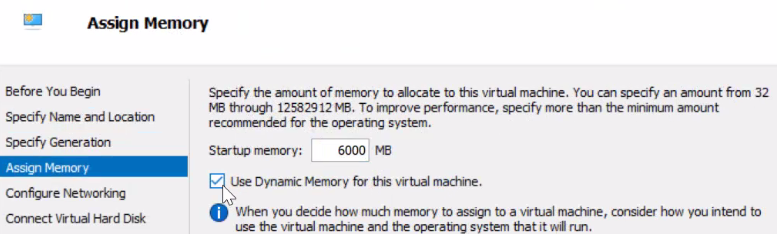 Assign Memory
Before You Begin
Specify Name and Location
Specify Generation
Assign Memory
Configure Networking
Connect Virtual Hard Disk
Specify the amount of memory to allocate to this virtual machine. You can specify an amount from 32
MB through 12582912 MB. To improve performance, specify more than the minimum amount
recommended for the operating system.
Startup memory: 6000 MB
Use Dynamic Memory for this virtual machine.
When you decide how much memory to assign to a virtual machine, consider how you intend to
use the virtual machine and the operating system that it will run.